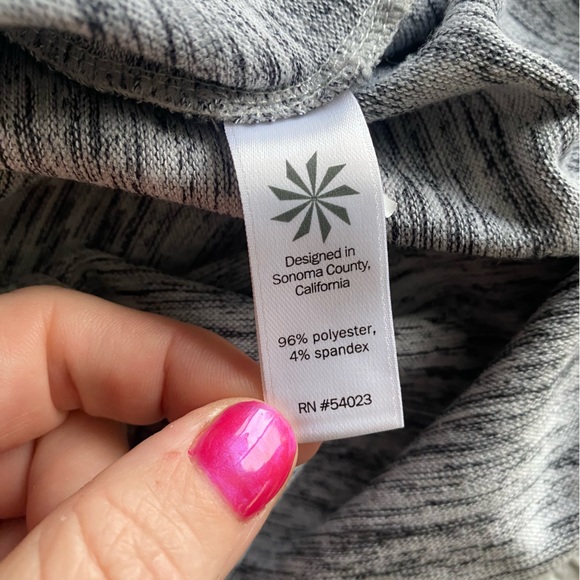 Designed in
Sonoma County,
California
96% polyester,
4% spandex
RN #54023